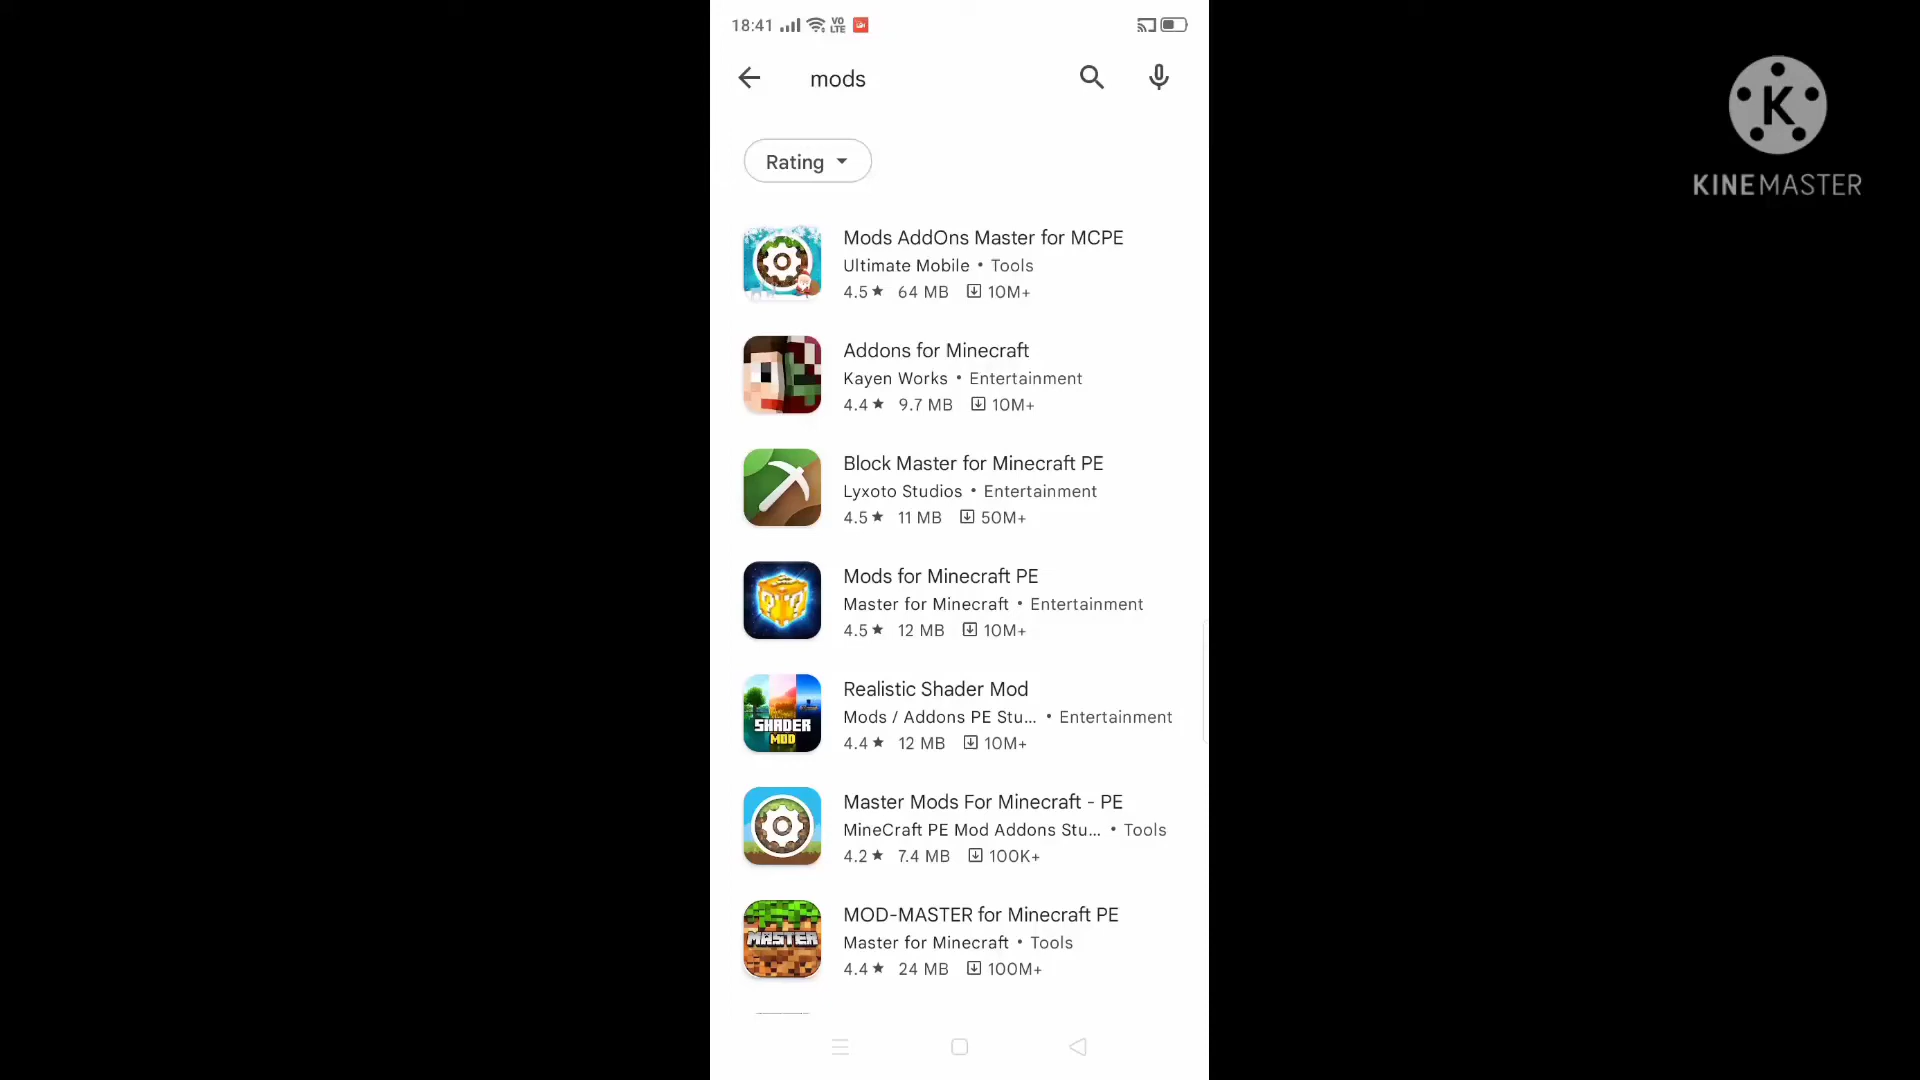 18:41 VO LTE
mods
KINEMASTER
Rating
Mods AddOns Master for MCPE
Ultimate Mobile • Tools
4.5★ 64 MB 10M+
Addons for Minecraft
Kayen Works • Entertainment
4.4★ 9.7 MB 10M+
Block Master for Minecraft PE
Lyxoto Studios • Entertainment
4.5★ 11 MB 50M+
Mods for Minecraft PE
Master for Minecraft • Entertainment
4.5★ 12 MB 10M+
Realistic Shader Mod
Mods / Addons PE Stu... • Entertainment
4.4★ 12 MB 10M+
SHADER
MOD
Master Mods For Minecraft - PE
MineCraft PE Mod Addons Stu... • Tools
4.2★ 7.4 MB 100K+
MOD-MASTER for Minecraft PE
Master for Minecraft • Tools
4.4★ 24 MB 100M+
MASTER